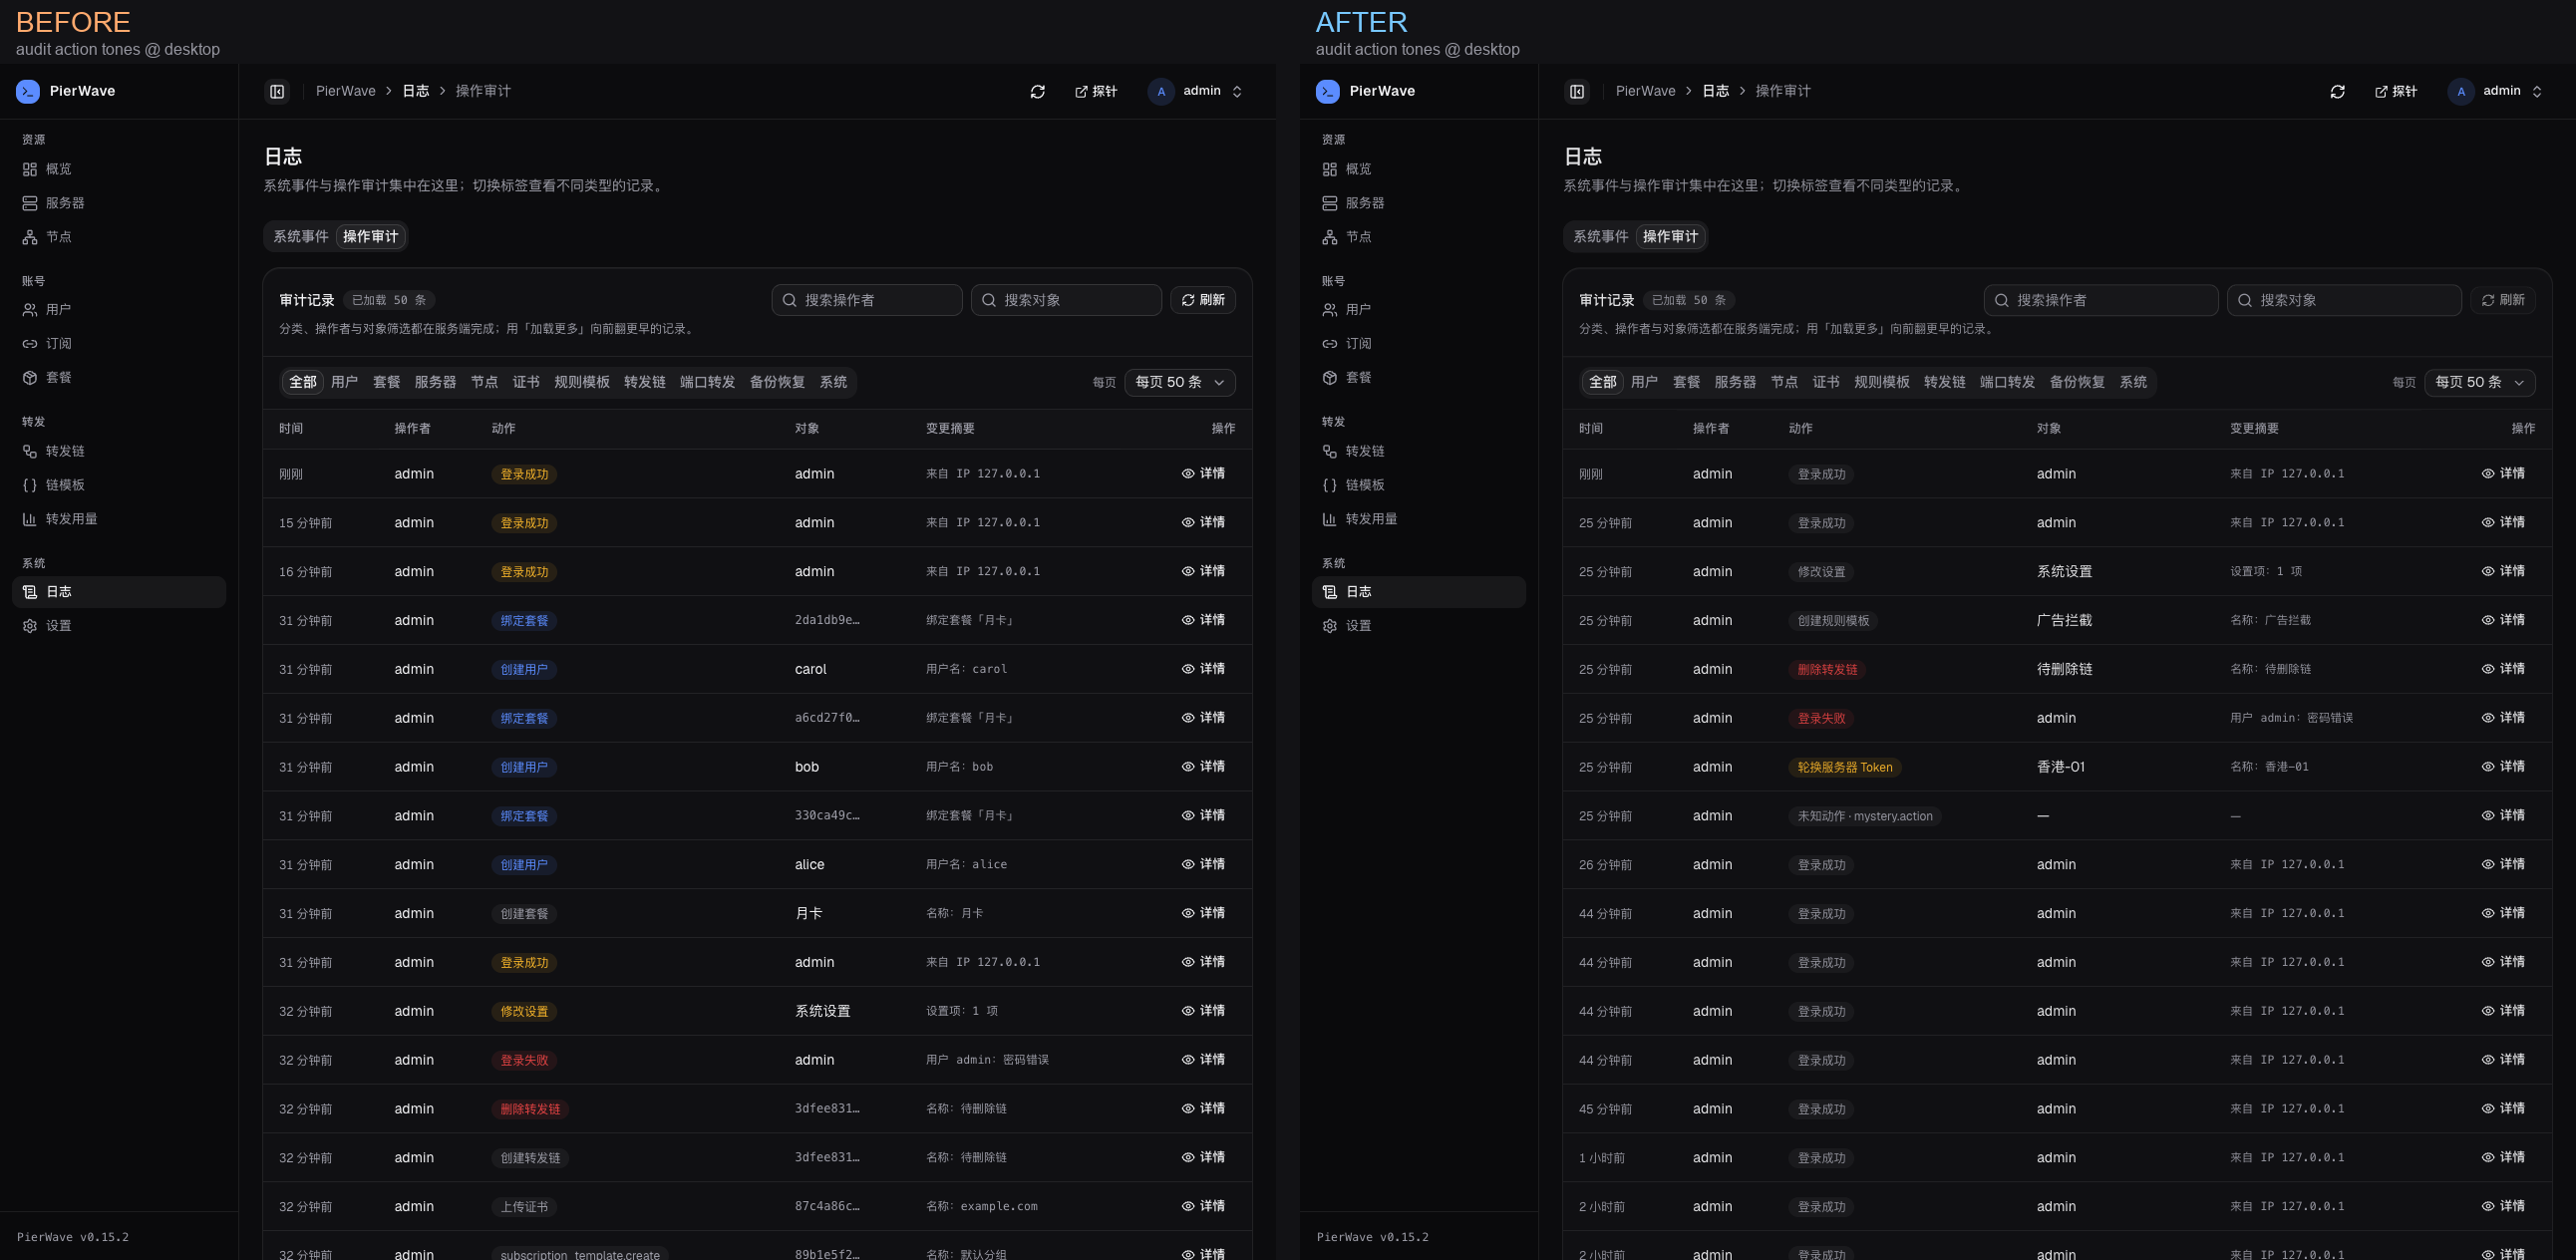 BEFORE
audit action tones @ desktop
PierWave
PierWave > 日志 > 操作审计
探针
A admin
资源
概览
服务器
节点
账号
用户
订阅
套餐
转发
转发链
链模板
转发用量
系统
日志
设置
PierWave v0.15.2
日志
系统事件与操作审计集中在这里；切换标签查看不同类型的记录。
系统事件 操作审计
审计记录 已加载 50 条 搜索操作者 搜索对象 刷新
分类、操作者与对象筛选都在服务端完成；用「加载更多」向前翻更早的记录。
全部 用户 套餐 服务器 节点 证书 规则模板 转发链 端口转发 备份恢复 系统 每页 每页 50 条
时间 操作者 动作 对象 变更摘要 操作
刚刚 admin 登录成功 admin 来自 IP 127.0.0.1 详情
15 分钟前 admin 登录成功 admin 来自 IP 127.0.0.1 详情
16 分钟前 admin 登录成功 admin 来自 IP 127.0.0.1 详情
31 分钟前 admin 绑定套餐 2da1db9e… 绑定套餐「月卡」 详情
31 分钟前 admin 创建用户 carol 用户名: carol 详情
31 分钟前 admin 绑定套餐 a6cd27f0… 绑定套餐「月卡」 详情
31 分钟前 admin 创建用户 bob 用户名: bob 详情
31 分钟前 admin 绑定套餐 330ca49c… 绑定套餐「月卡」 详情
31 分钟前 admin 创建用户 alice 用户名: alice 详情
31 分钟前 admin 创建套餐 月卡 名称: 月卡 详情
31 分钟前 admin 登录成功 admin 来自 IP 127.0.0.1 详情
32 分钟前 admin 修改设置 系统设置 设置项: 1 项 详情
32 分钟前 admin 登录失败 admin 用户 admin: 密码错误 详情
32 分钟前 admin 删除转发链 3dfee831… 名称: 待删除链 详情
32 分钟前 admin 创建转发链 3dfee831… 名称: 待删除链 详情
32 分钟前 admin 上传证书 87c4a86c… 名称: example.com 详情
32 分钟前 admin subscription_template.create 89b1e5f2… 名称: 默认分组 详情
AFTER
audit action tones @ desktop
PierWave
PierWave > 日志 > 操作审计
探针
A admin
资源
概览
服务器
节点
账号
用户
订阅
套餐
转发
转发链
链模板
转发用量
系统
日志
设置
PierWave v0.15.2
日志
系统事件与操作审计集中在这里；切换标签查看不同类型的记录。
系统事件 操作审计
审计记录 已加载 50 条 搜索操作者 搜索对象 刷新
分类、操作者与对象筛选都在服务端完成；用「加载更多」向前翻更早的记录。
全部 用户 套餐 服务器 节点 证书 规则模板 转发链 端口转发 备份恢复 系统 每页 每页 50 条
时间 操作者 动作 对象 变更摘要 操作
刚刚 admin 登录成功 admin 来自 IP 127.0.0.1 详情
25 分钟前 admin 登录成功 admin 来自 IP 127.0.0.1 详情
25 分钟前 admin 修改设置 系统设置 设置项: 1 项 详情
25 分钟前 admin 创建规则模板 广告拦截 名称: 广告拦截 详情
25 分钟前 admin 删除转发链 待删除链 名称: 待删除链 详情
25 分钟前 admin 登录失败 admin 用户 admin: 密码错误 详情
25 分钟前 admin 轮换服务器 Token 香港-01 名称: 香港-01 详情
25 分钟前 admin 未知动作 · mystery.action — — 详情
26 分钟前 admin 登录成功 admin 来自 IP 127.0.0.1 详情
44 分钟前 admin 登录成功 admin 来自 IP 127.0.0.1 详情
44 分钟前 admin 登录成功 admin 来自 IP 127.0.0.1 详情
44 分钟前 admin 登录成功 admin 来自 IP 127.0.0.1 详情
44 分钟前 admin 登录成功 admin 来自 IP 127.0.0.1 详情
45 分钟前 admin 登录成功 admin 来自 IP 127.0.0.1 详情
1 小时前 admin 登录成功 admin 来自 IP 127.0.0.1 详情
2 小时前 admin 登录成功 admin 来自 IP 127.0.0.1 详情
2 小时前 admin 登录成功 admin 来自 IP 127.0.0.1 详情